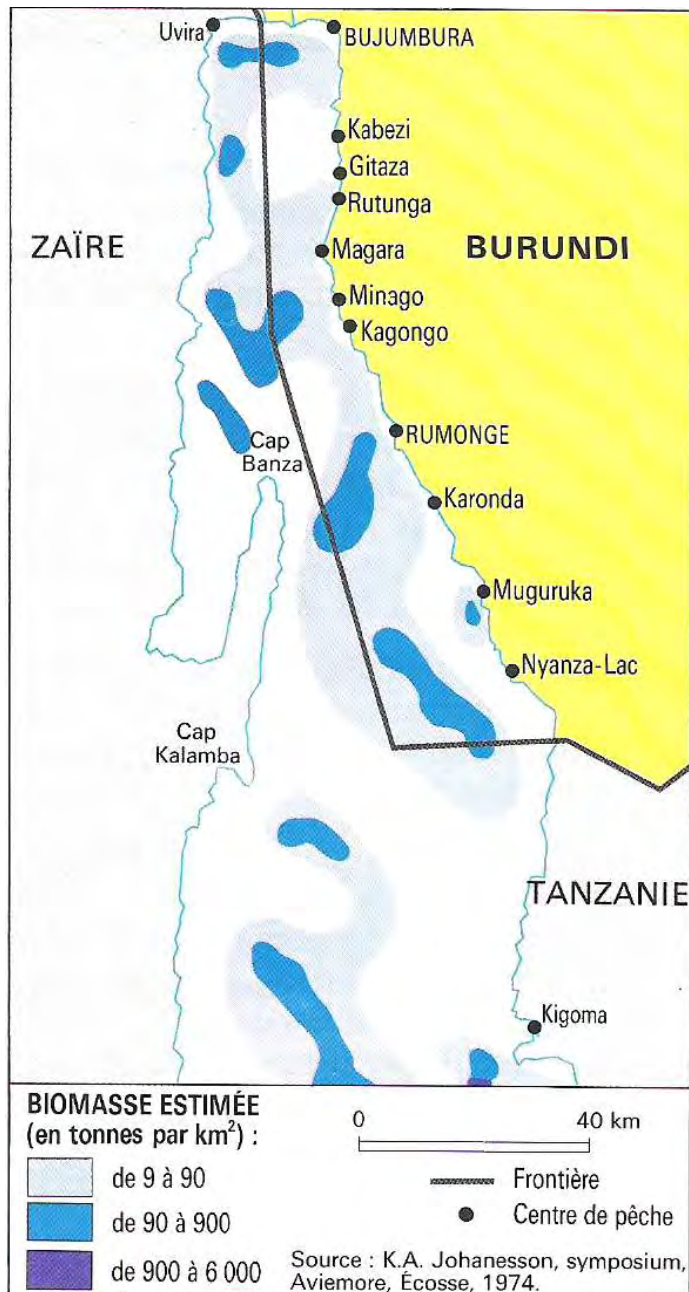 Uvira
BUJUMBURA
Kabezi
Gitaza
Rutunga
ZAÏRE
Magara
BURUNDI
Minago
Kagongo
RUMONGE
Cap
Banza
Karonda
Muguruka
Nyanza-Lac
Cap
Kalamba
TANZANIE
Kigoma
BIOMASSE ESTIMÉE
(en tonnes par km²) :
0 40 km
de 9 à 90
Frontière
de 90 à 900
Centre de pêche
de 900 à 6 000
Source : K.A. Johanesson, symposium,
Aviemore, Écosse, 1974.